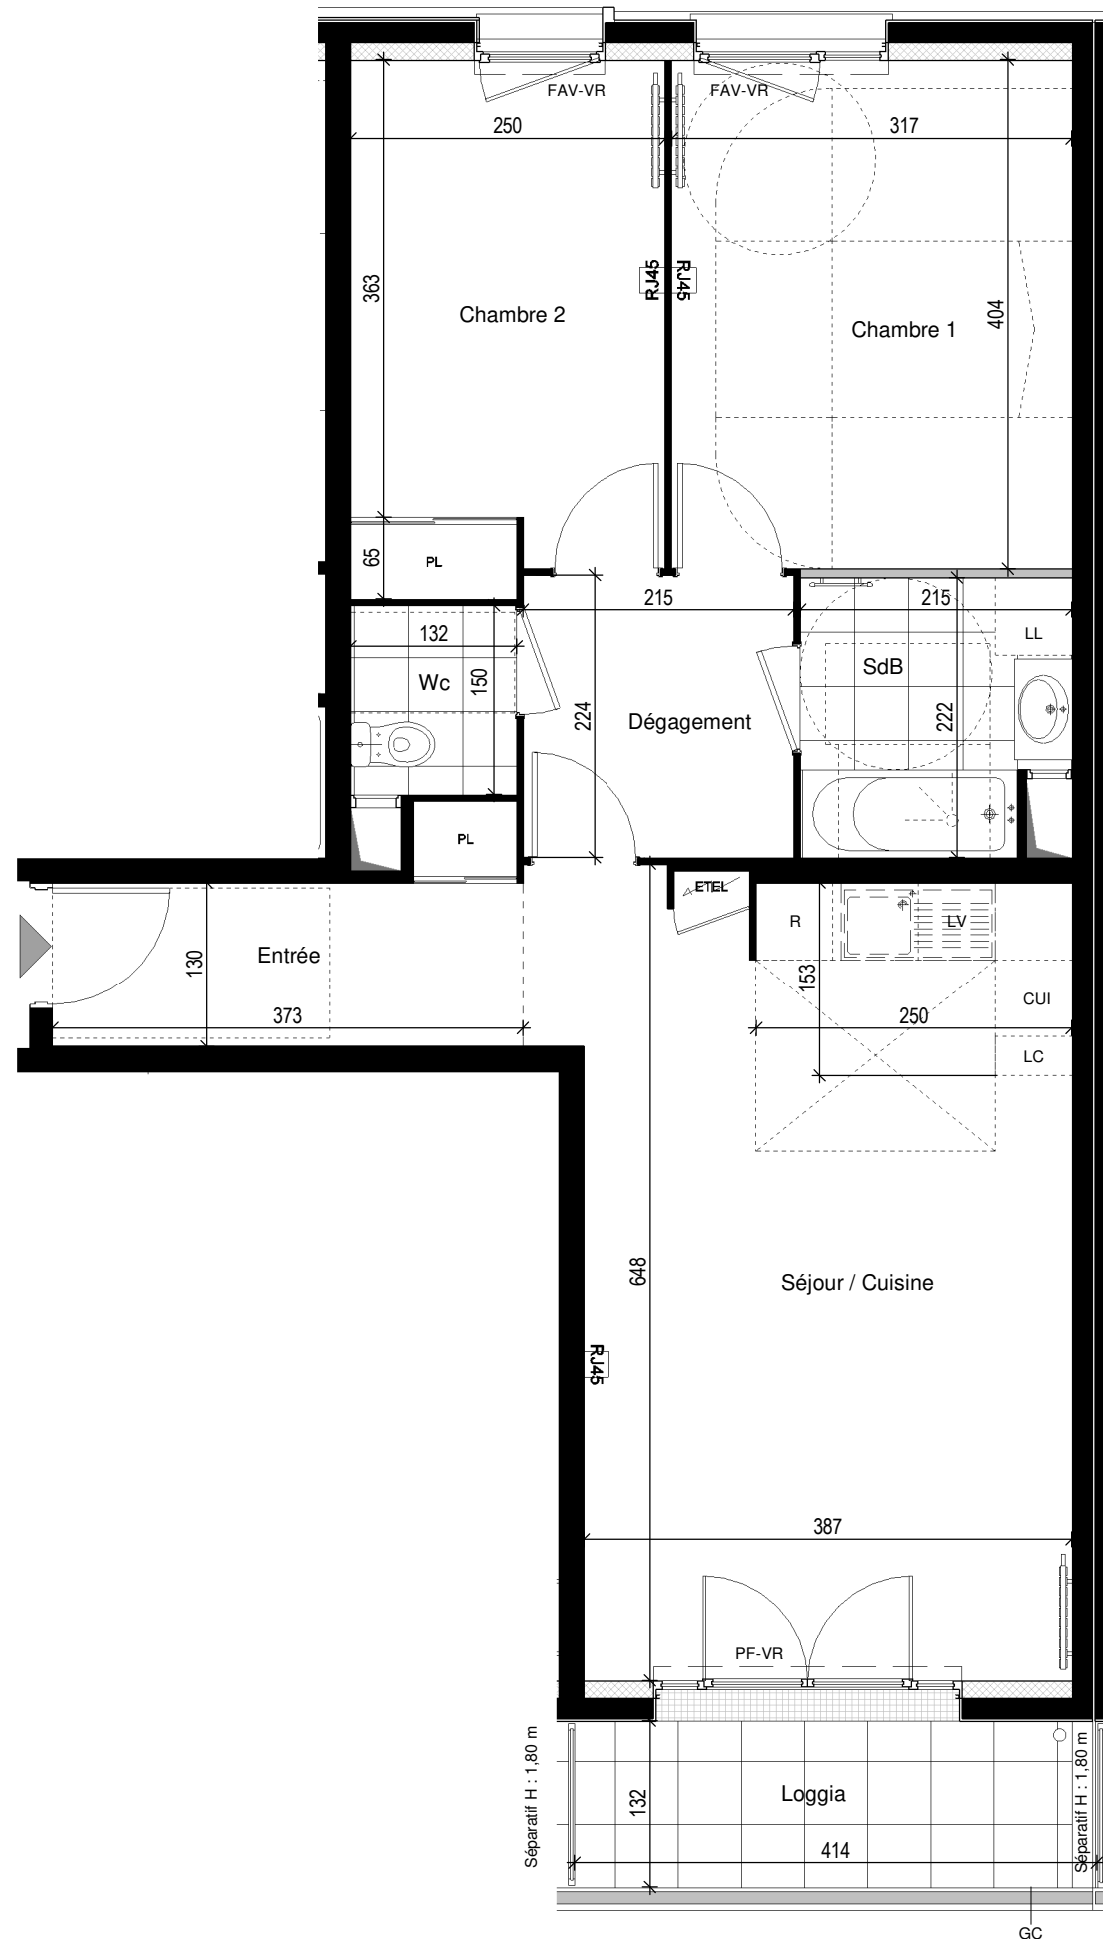 FAV-VR
FAV-VR
250
317
363
RJ45
RJ45
404
Chambre 2
Chambre 1
65
PL
215
215
132
LL
Wc
150
SdB
224
Dégagement
222
PL
ETEL
R
LV
Entrée
130
153
373
250
CUI
LC
648
Séjour / Cuisine
RJ45
387
PF-VR
Séparatif H : 1,80 m
Séparatif H : 1,80 m
132
Loggia
414
GC